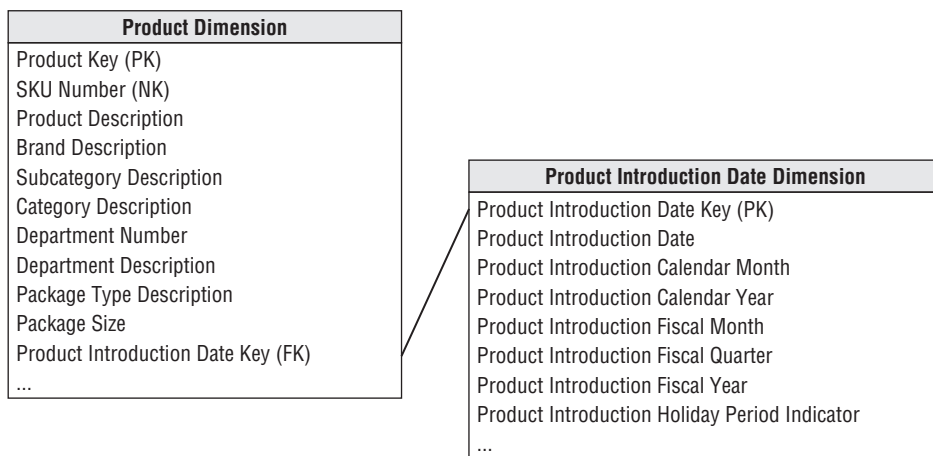 Product Dimension
Product Key (PK)
SKU Number (NK)
Product Description
Brand Description
Subcategory Description
Category Description
Department Number
Department Description
Package Type Description
Package Size
Product Introduction Date Key (FK)
...
Product Introduction Date Dimension
Product Introduction Date Key (PK)
Product Introduction Date
Product Introduction Calendar Month
Product Introduction Calendar Year
Product Introduction Fiscal Month
Product Introduction Fiscal Quarter
Product Introduction Fiscal Year
Product Introduction Holiday Period Indicator
...